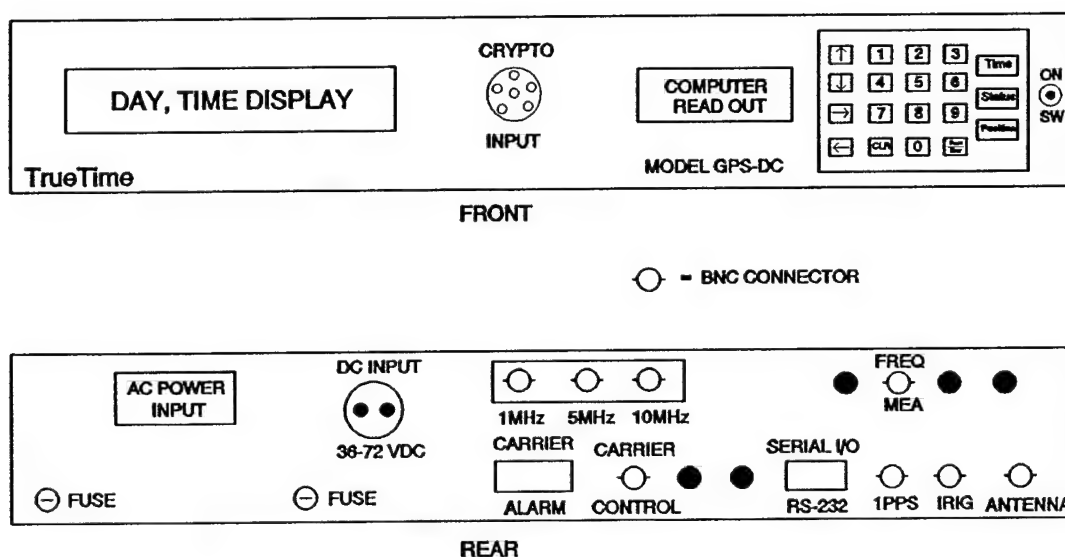 CRYPTO
↑ 1 2 3 Time
DAY, TIME DISPLAY
COMPUTER
READ OUT
ON
↓ 4 5 6 Status
→ 7 8 9 Position
SW
INPUT
← CLR 0
TrueTime
MODEL GPS-DC
FRONT
= BNC CONNECTOR
AC POWER
INPUT
DC INPUT
36-72 VDC
1MHz 5MHz 10MHz
FREQ
MEA
CARRIER
ALARM
CARRIER
CONTROL
SERIAL I/O
RS-232
1PPS IRIG ANTENNA
FUSE
FUSE
REAR